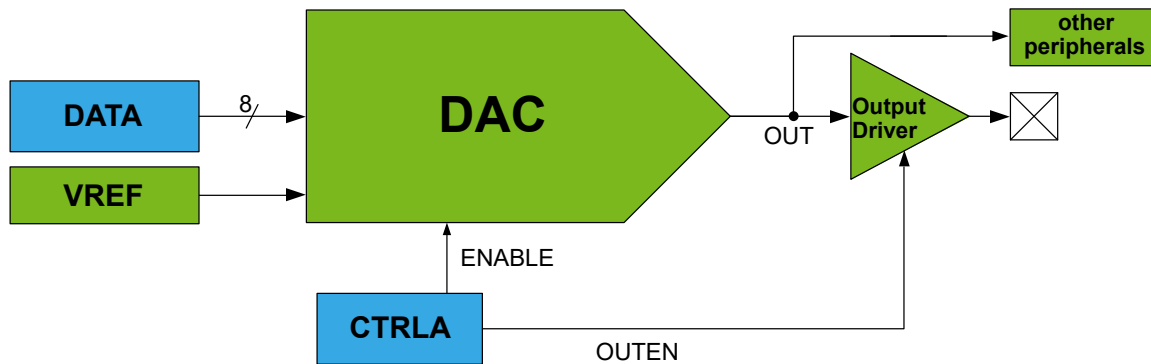 other
peripherals
8
DATA
DAC
Output
Driver
OUT
VREF
ENABLE
CTRLA
OUTEN